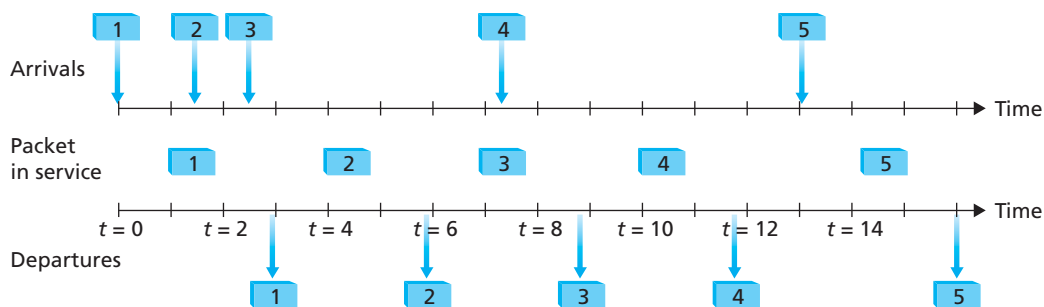 1 2 3 4 5
Arrivals
Time
Packet
in service
1 2 3 4 5
Time
t = 0 t = 2 t = 4 t = 6 t = 8 t = 10 t = 12 t = 14
Departures
1 2 3 4 5